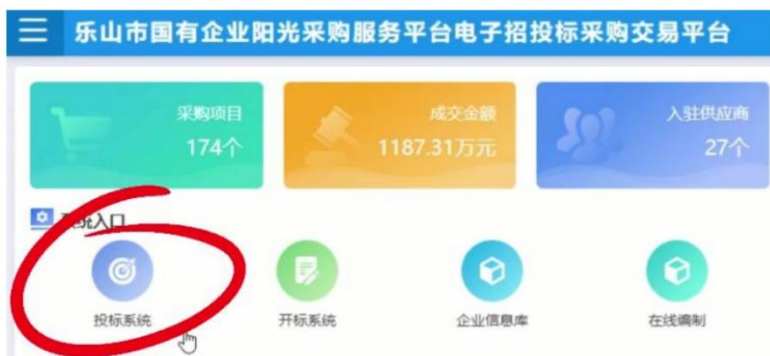 乐山市国有企业阳光采购服务平台电子招投标采购交易平台
采购项目
174个
成交金额
1187.31万元
入驻供应商
27个
系统入口
投标系统
开标系统
企业信息库
在线编制